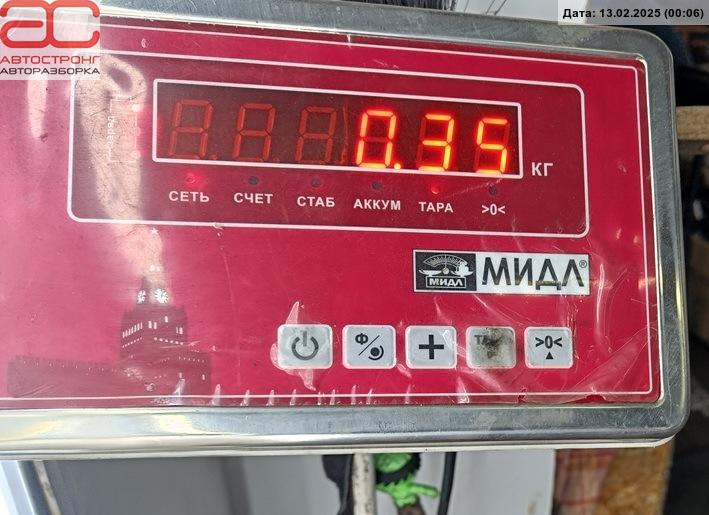 Дата: 13.02.2025 (00:06)
АС
АВТОСТРОНГ
АВТОРАЗБОРКА
0.35 КГ
СЕТЬ СЧЕТ СТАБ АККУМ ТАРА >0<
МИДЛ МИДЛ®
Ф + >0<